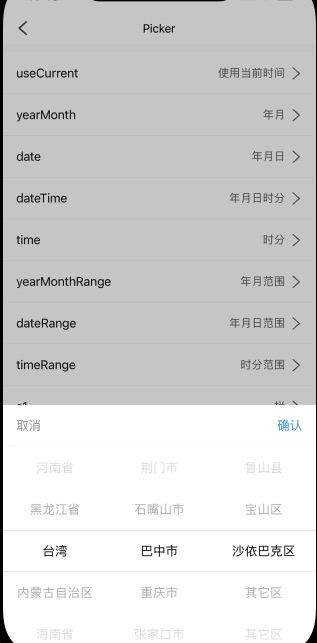 Picker
useCurrent 使用当前时间
yearMonth 年月
date 年月日
dateTime 年月日时分
time 时分
yearMonthRange 年月范围
dateRange 年月日范围
timeRange 时分范围
取消 确认
河南省 荆门市 鲁山县
黑龙江省 石嘴山市 宝山区
台湾 巴中市 沙依巴克区
内蒙古自治区 重庆市 其它区
海南省 张家口市 其它区